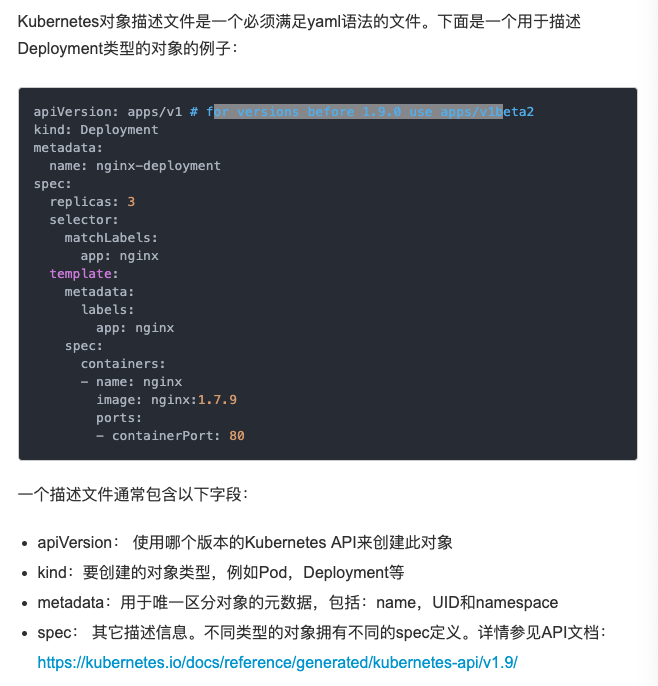 Kubernetes对象描述文件是一个必须满足yaml语法的文件。下面是一个用于描述
Deployment类型的对象的例子：
apiVersion: apps/v1 # for versions before 1.9.0 use apps/v1beta2
kind: Deployment
metadata:
  name: nginx-deployment
spec:
  replicas: 3
  selector:
    matchLabels:
      app: nginx
  template:
    metadata:
      labels:
        app: nginx
    spec:
      containers:
      - name: nginx
        image: nginx:1.7.9
        ports:
        - containerPort: 80
一个描述文件通常包含以下字段：
• apiVersion： 使用哪个版本的Kubernetes API来创建此对象
• kind：要创建的对象类型，例如Pod，Deployment等
• metadata：用于唯一区分对象的元数据，包括：name，UID和namespace
• spec： 其它描述信息。不同类型的对象拥有不同的spec定义。详情参见API文档：
https://kubernetes.io/docs/reference/generated/kubernetes-api/v1.9/